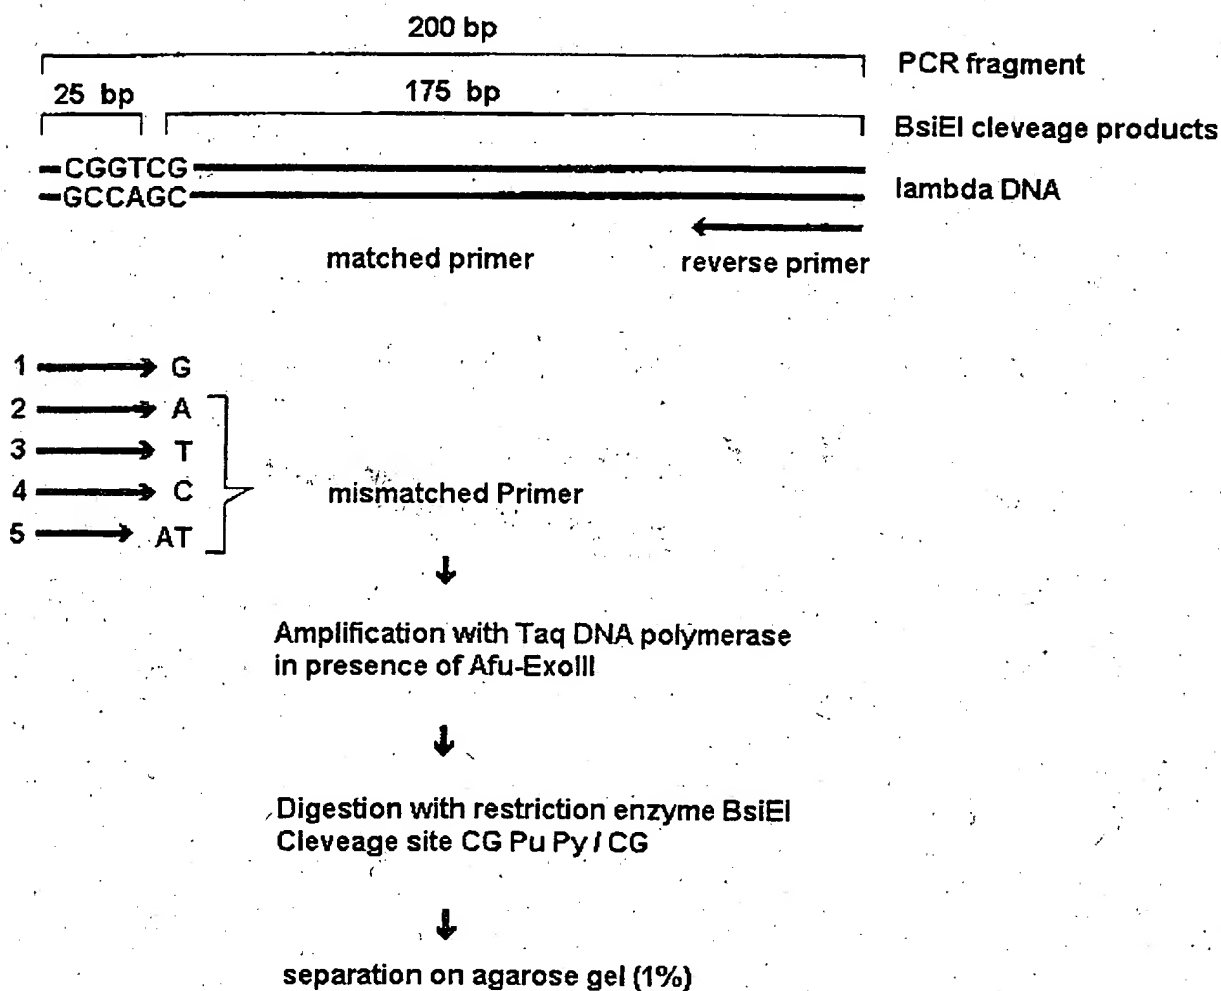 200 bp
PCR fragment
25 bp
175 bp
BsiEI cleveage products
CGGTCG
GCCAGC
lambda DNA
matched primer
reverse primer
1 G
2 A
3 T
4 C
mismatched Primer
5 AT
Amplification with Taq DNA polymerase
in presence of Afu-ExoIII
Digestion with restriction enzyme BsiEI
Cleveage site CG Pu Py / CG
separation on agarose gel (1%)